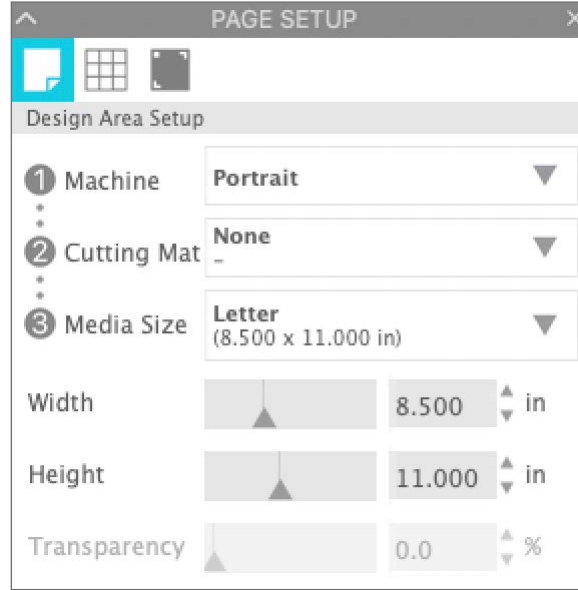 PAGE SETUP
Design Area Setup
1 Machine Portrait
2 Cutting Mat None
–
3 Media Size Letter
(8.500 x 11.000 in)
Width 8.500 in
Height 11.000 in
Transparency 0.0 %